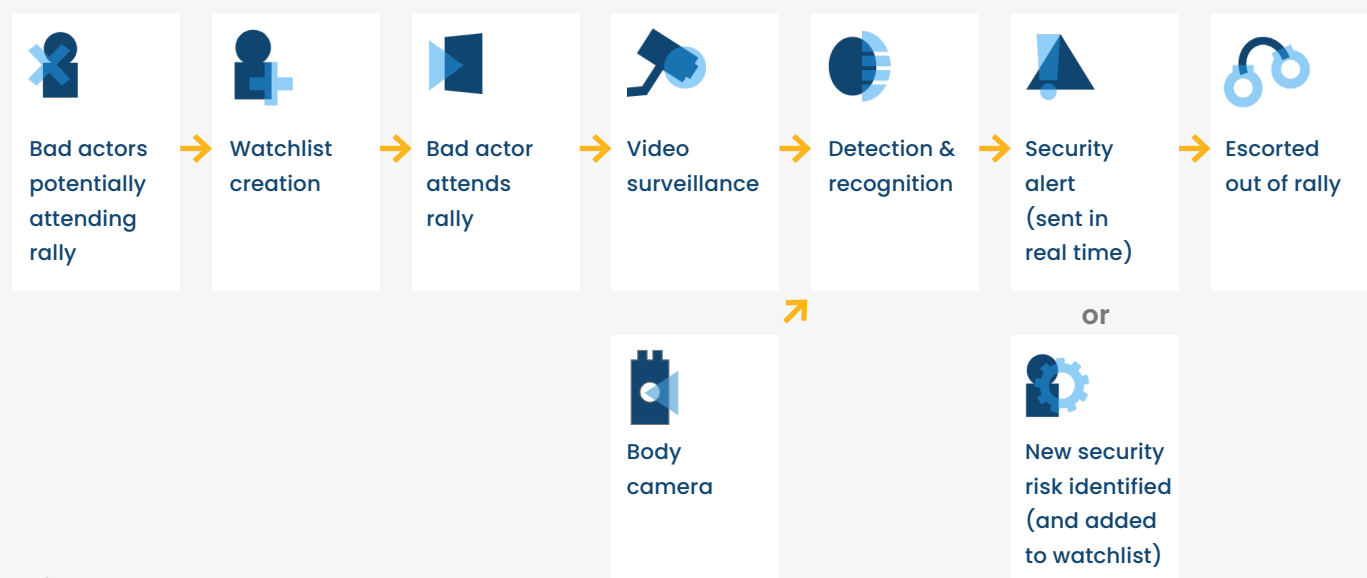 Bad actors
potentially
attending
rally
Watchlist
creation
Bad actor
attends
rally
Video
surveillance
Detection &
recognition
Security
alert
(sent in
real time)
Escorted
out of rally
or
Body
camera
New security
risk identified
(and added
to watchlist)